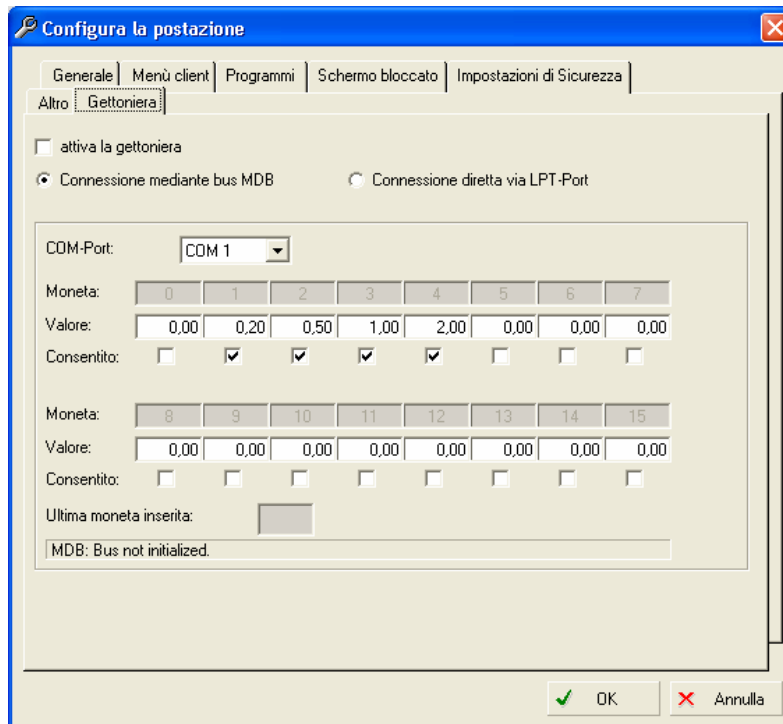 Configura la postazione
Generale Menù client Programmi Schermo bloccato Impostazioni di Sicurezza
Altro Gettoniera
attiva la gettoniera
Connessione mediante bus MDB Connessione diretta via LPT-Port
COM-Port: COM 1
Moneta: 0 1 2 3 4 5 6 7
Valore: 0,00 0,20 0,50 1,00 2,00 0,00 0,00 0,00
Consentito:
Moneta: 8 9 10 11 12 13 14 15
Valore: 0,00 0,00 0,00 0,00 0,00 0,00 0,00 0,00
Consentito:
Ultima moneta inserita:
MDB: Bus not initialized.
OK Annulla